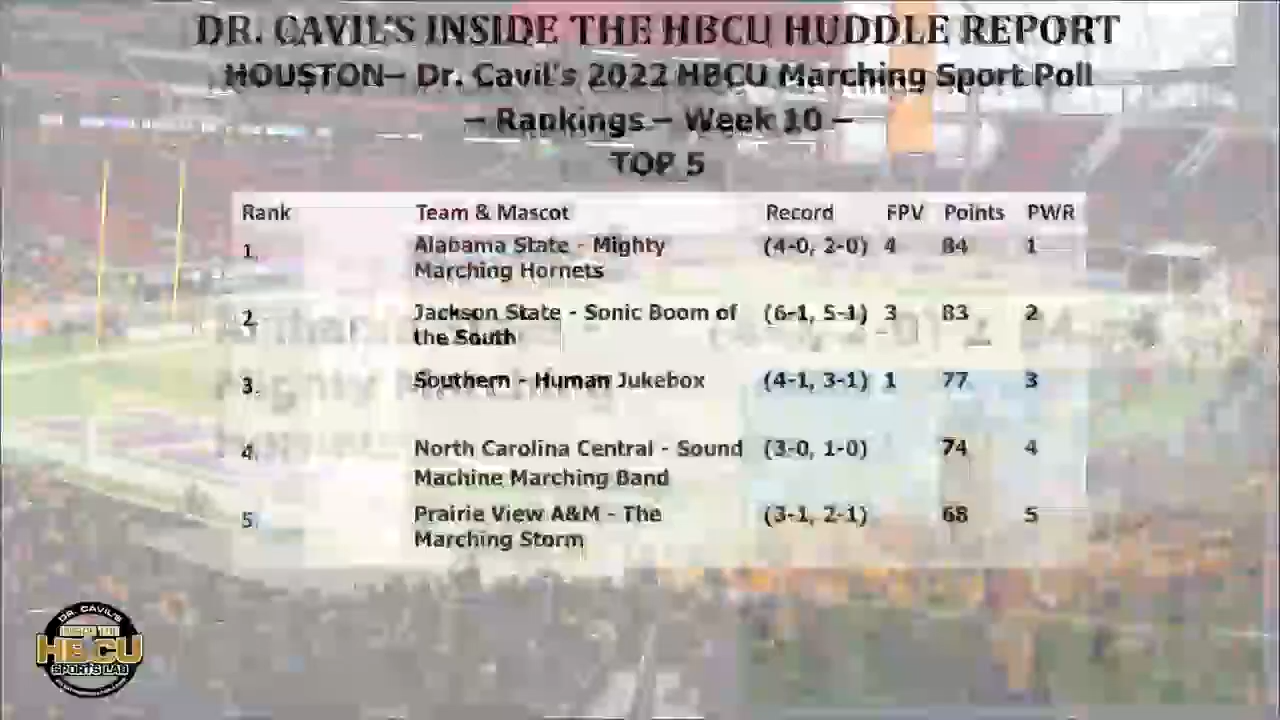 DR. CAVIL'S INSIDE THE HBCU HUDDLE REPORT
HOUSTON– Dr. Cavil's 2022 HBCU Marching Sport Poll
– Rankings – Week 10 –
TOP 5
Rank Team & Mascot Record FPV Points PWR
1. Alabama State - Mighty (4-0, 2-0) 4 84 1
Marching Hornets
2. Jackson State - Sonic Boom of (6-1, 5-1) 3 83 2
the South
3. Southern - Human Jukebox (4-1, 3-1) 1 77 3
4. North Carolina Central - Sound (3-0, 1-0) 74 4
Machine Marching Band
5. Prairie View A&M - The (3-1, 2-1) 68 5
Marching Storm
DR. CAVIL'S
INSIDE THE
HBCU
SPORTS LAB